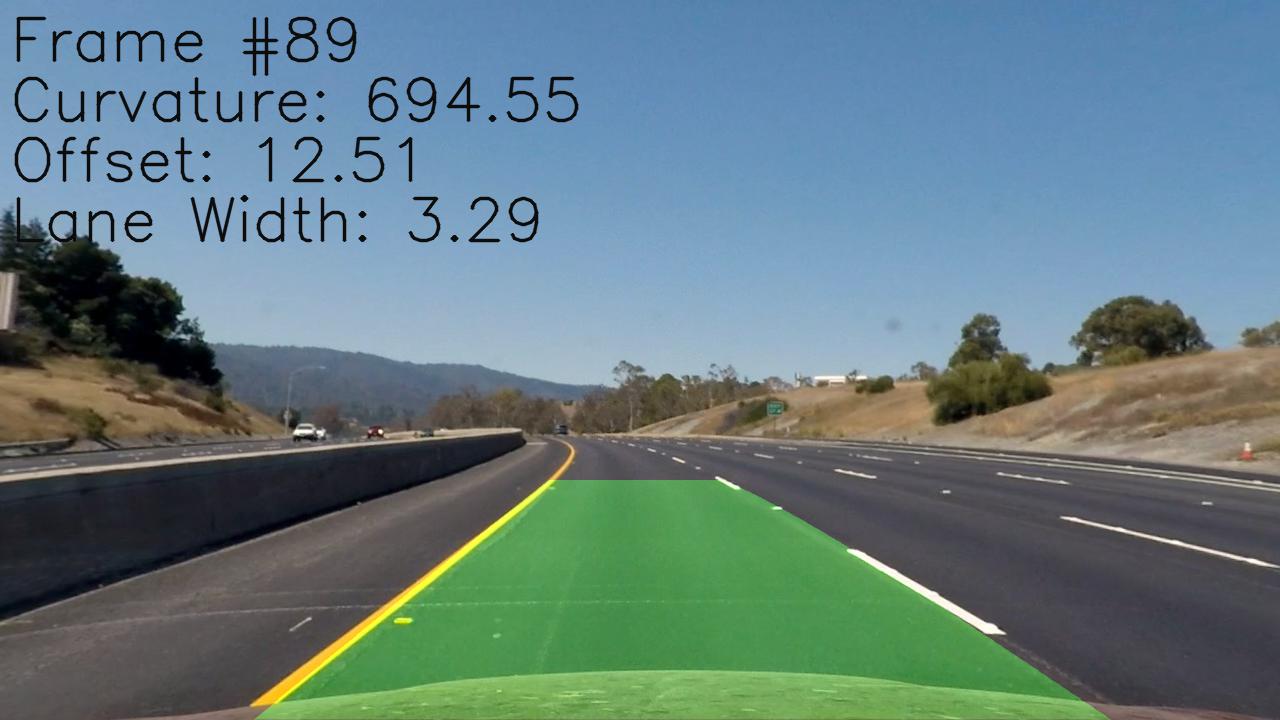 Frame #89
Curvature: 694.55
Offset: 12.51
Lane Width: 3.29